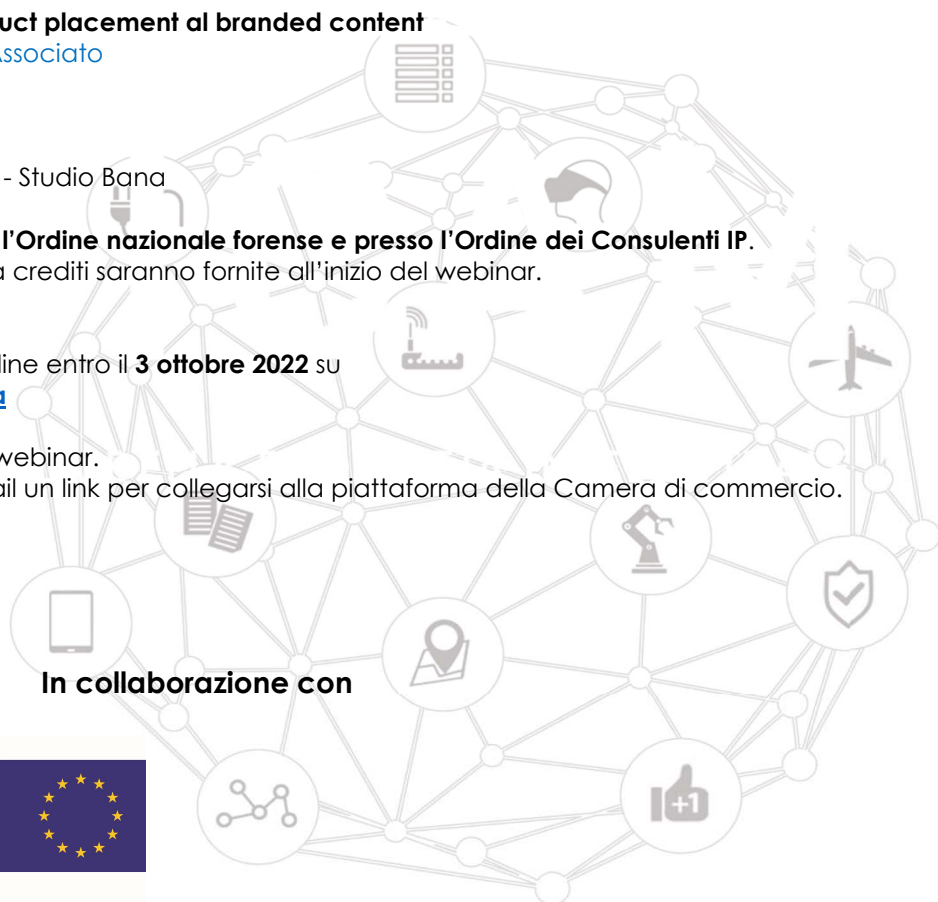 uct placement al branded content
Associato
- Studio Bana
l’Ordine nazionale forense e presso l’Ordine dei Consulenti IP.
a crediti saranno fornite all’inizio del webinar.
line entro il 3 ottobre 2022 su
a
webinar.
ail un link per collegarsi alla piattaforma della Camera di commercio.
In collaborazione con
+1